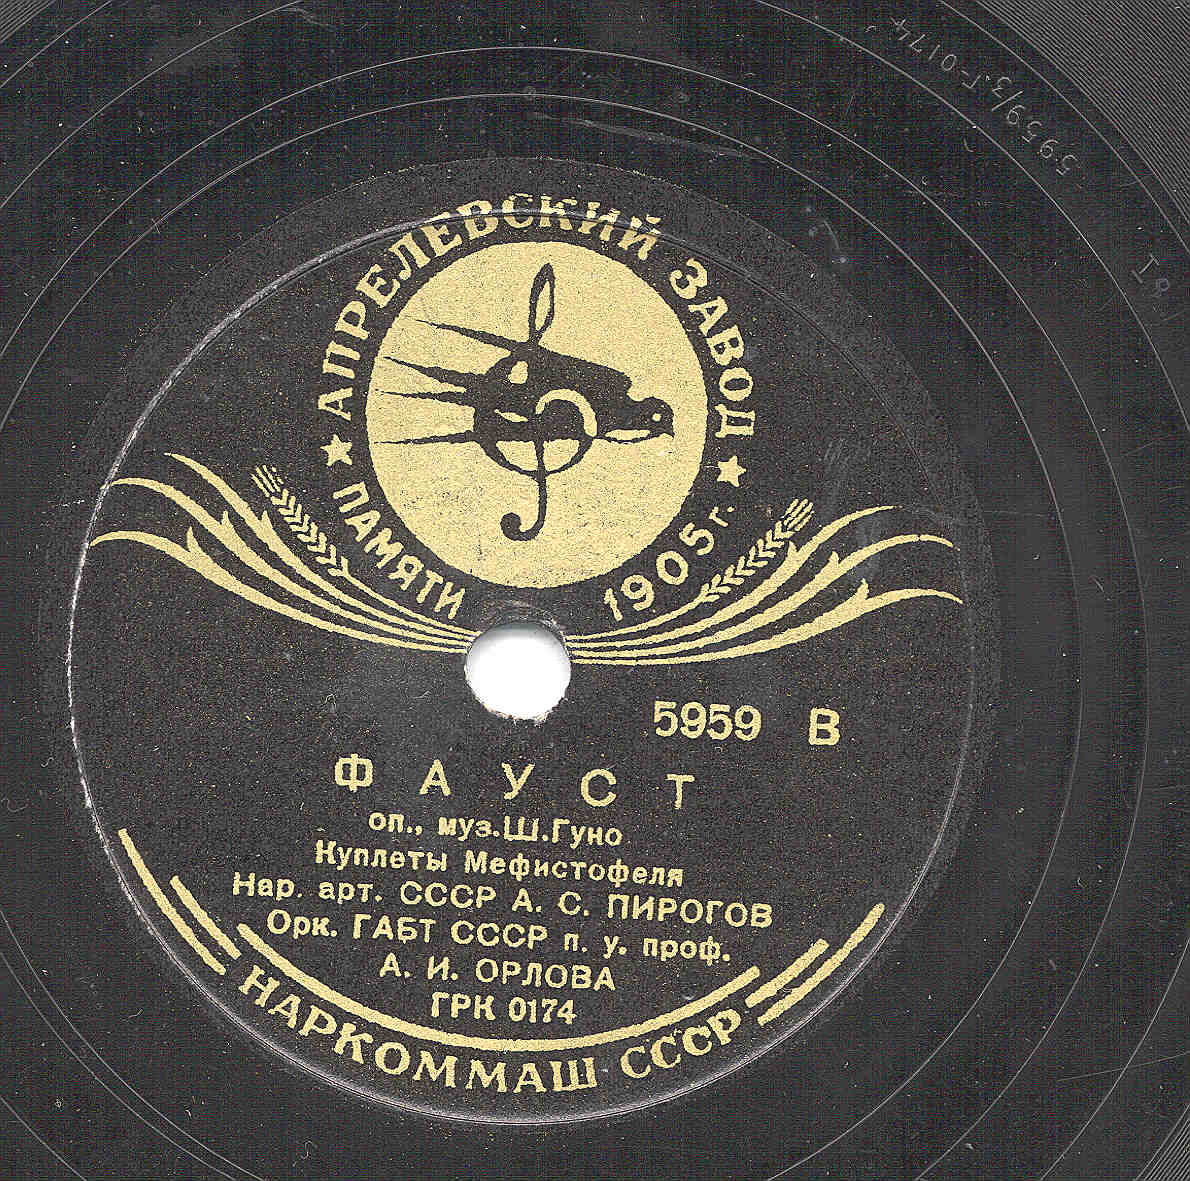 АПРЕЛЕВСКИЙ ЗАВОД
ПАМЯТИ 1905 г.
5959 В
ФАУСТ
оп., муз.Ш.Гуно
Куплеты Мефистофеля
Нар. арт. СССР А. С. ПИРОГОВ
Орк. ГАБТ СССР п. у. проф.
А. И. ОРЛОВА
ГРК 0174
НАРКОММАШ СССР
5959/3.Г-0174